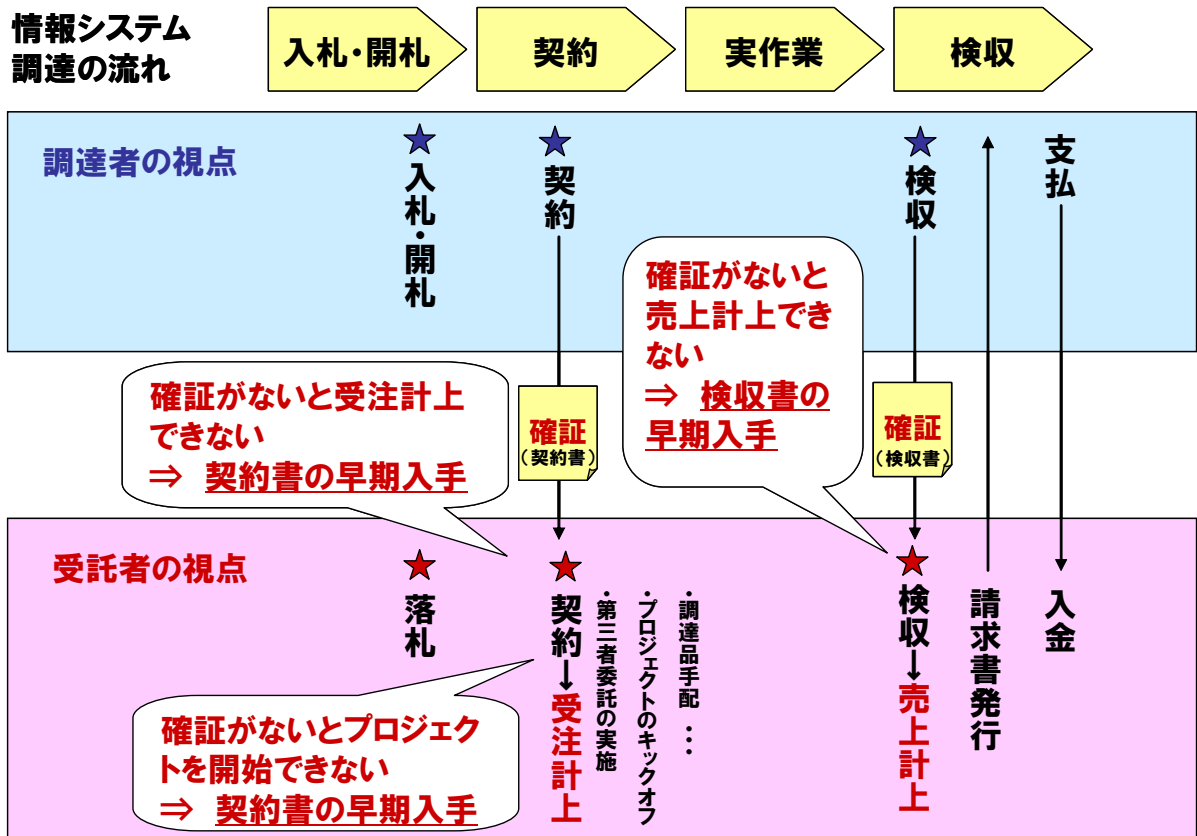 情報システム
調達の流れ
入札・開札
契約
実作業
検収
調達者の視点
入札・開札
契約
検収
支払
確証がないと
売上計上でき
ない
⇒ 検収書の
早期入手
確証がないと受注計上
できない
⇒ 契約書の早期入手
確証
(契約書)
確証
(検収書)
受託者の視点
落札
契約→受注計上
・第三者委託の実施
・プロジェクトのキックオフ
・調達品手配 ・・・
検収→売上計上
請求書発行
入金
確証がないとプロジェク
トを開始できない
⇒ 契約書の早期入手